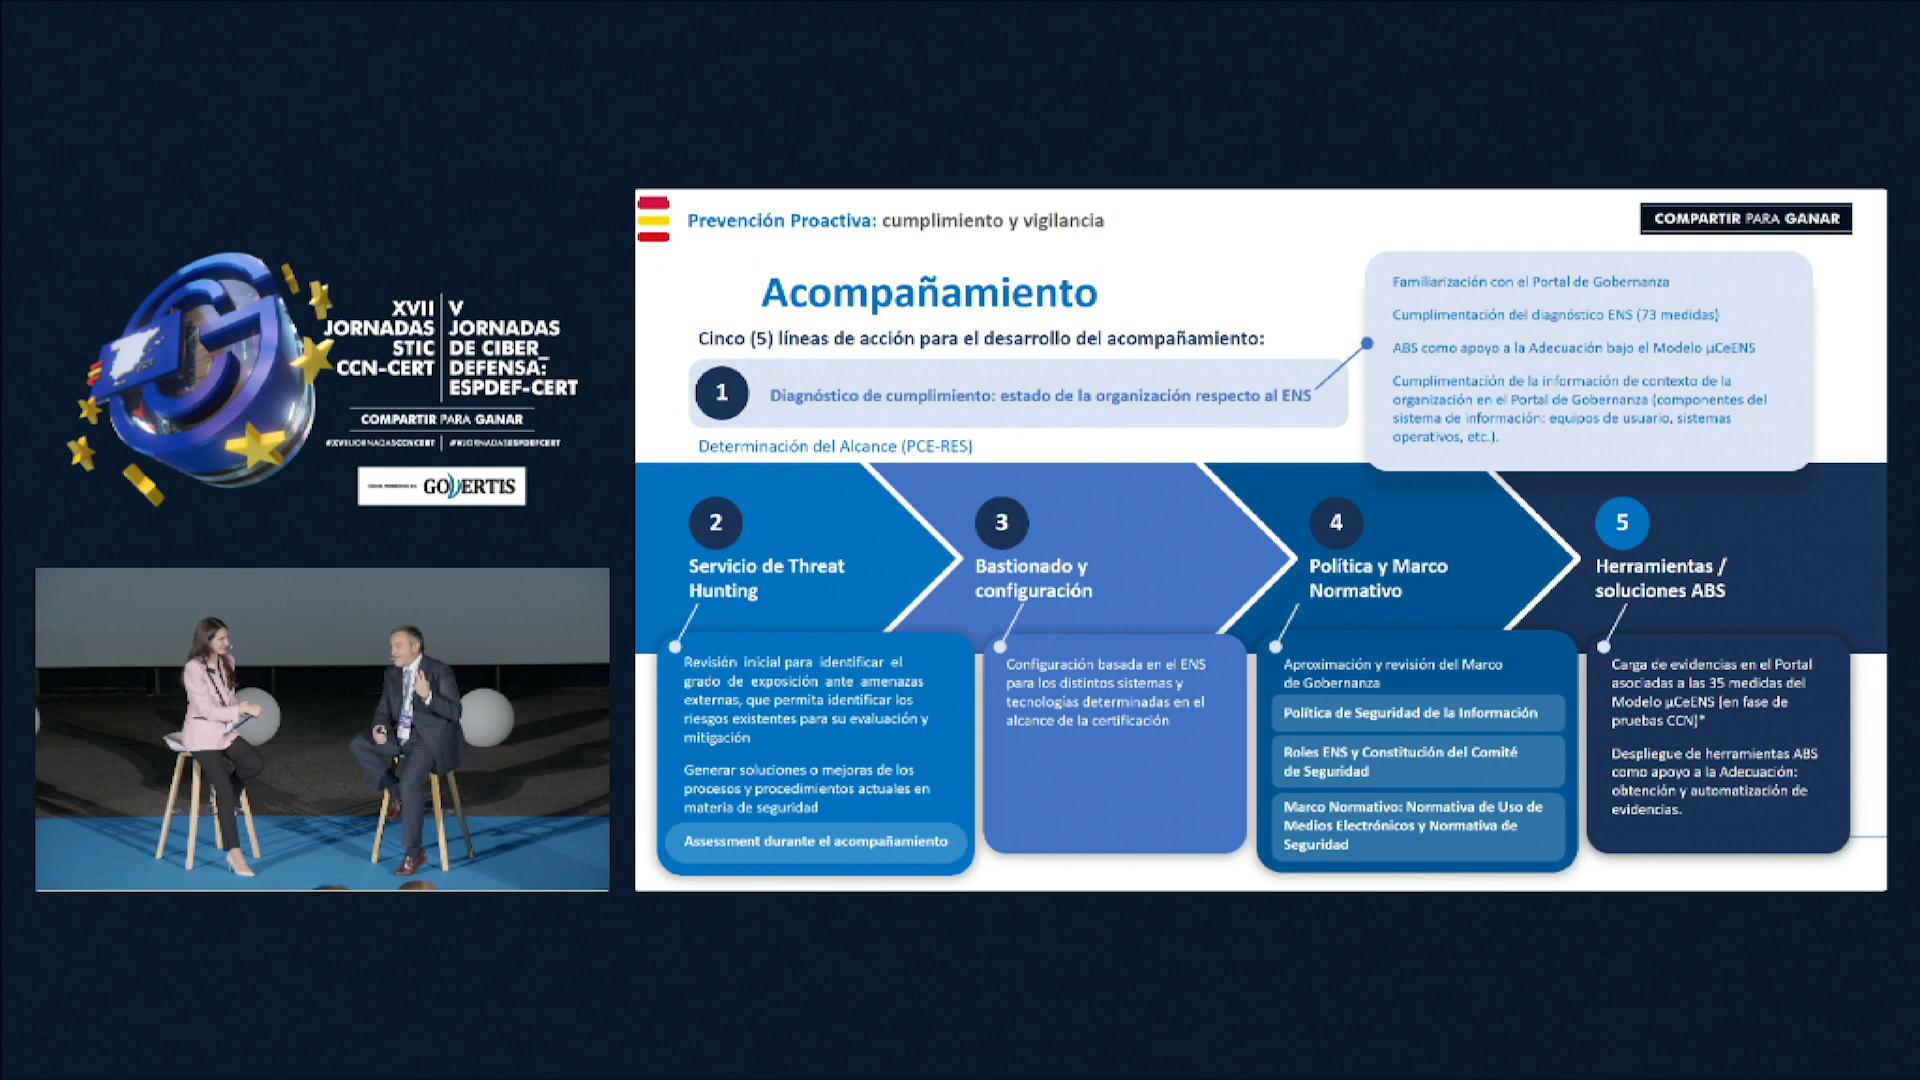 XVII
JORNADAS
STIC
CCN-CERT
V
JORNADAS
DE CIBER_
DEFENSA:
ESPDEF-CERT
COMPARTIR PARA GANAR
#XVIIJORNADASCCNCERT
#VJORNADASESPDEFCERT
GOVERTIS
Prevención Proactiva: cumplimiento y vigilancia
COMPARTIR PARA GANAR
Acompañamiento
Cinco (5) líneas de acción para el desarrollo del acompañamiento:
1
Diagnóstico de cumplimiento: estado de la organización respecto al ENS
Determinación del Alcance (PCE-RES)
Familiarización con el Portal de Gobernanza
Cumplimentación del diagnóstico ENS (73 medidas)
ABS como apoyo a la Adecuación bajo el Modelo µCeENS
Cumplimentación de la información de contexto de la
organización en el Portal de Gobernanza (componentes del
sistema de información: equipos de usuario, sistemas
operativos, etc.).
2
Servicio de Threat
Hunting
Revisión inicial para identificar el
grado de exposición ante amenazas
externas, que permita identificar los
riesgos existentes para su evaluación y
mitigación
Generar soluciones o mejoras de los
procesos y procedimientos actuales en
materia de seguridad
Assessment durante el acompañamiento
3
Bastionado y
configuración
Configuración basada en el ENS
para los distintos sistemas y
tecnologías determinadas en el
alcance de la certificación
4
Política y Marco
Normativo
Aproximación y revisión del Marco
de Gobernanza
Política de Seguridad de la Información
Roles ENS y Constitución del Comité
de Seguridad
Marco Normativo: Normativa de Uso de
Medios Electrónicos y Normativa de
Seguridad
5
Herramientas /
soluciones ABS
Carga de evidencias en el Portal
asociadas a las 35 medidas del
Modelo µCeENS (en fase de
pruebas CCN)*
Despliegue de herramientas ABS
como apoyo a la Adecuación:
obtención y automatización de
evidencias.